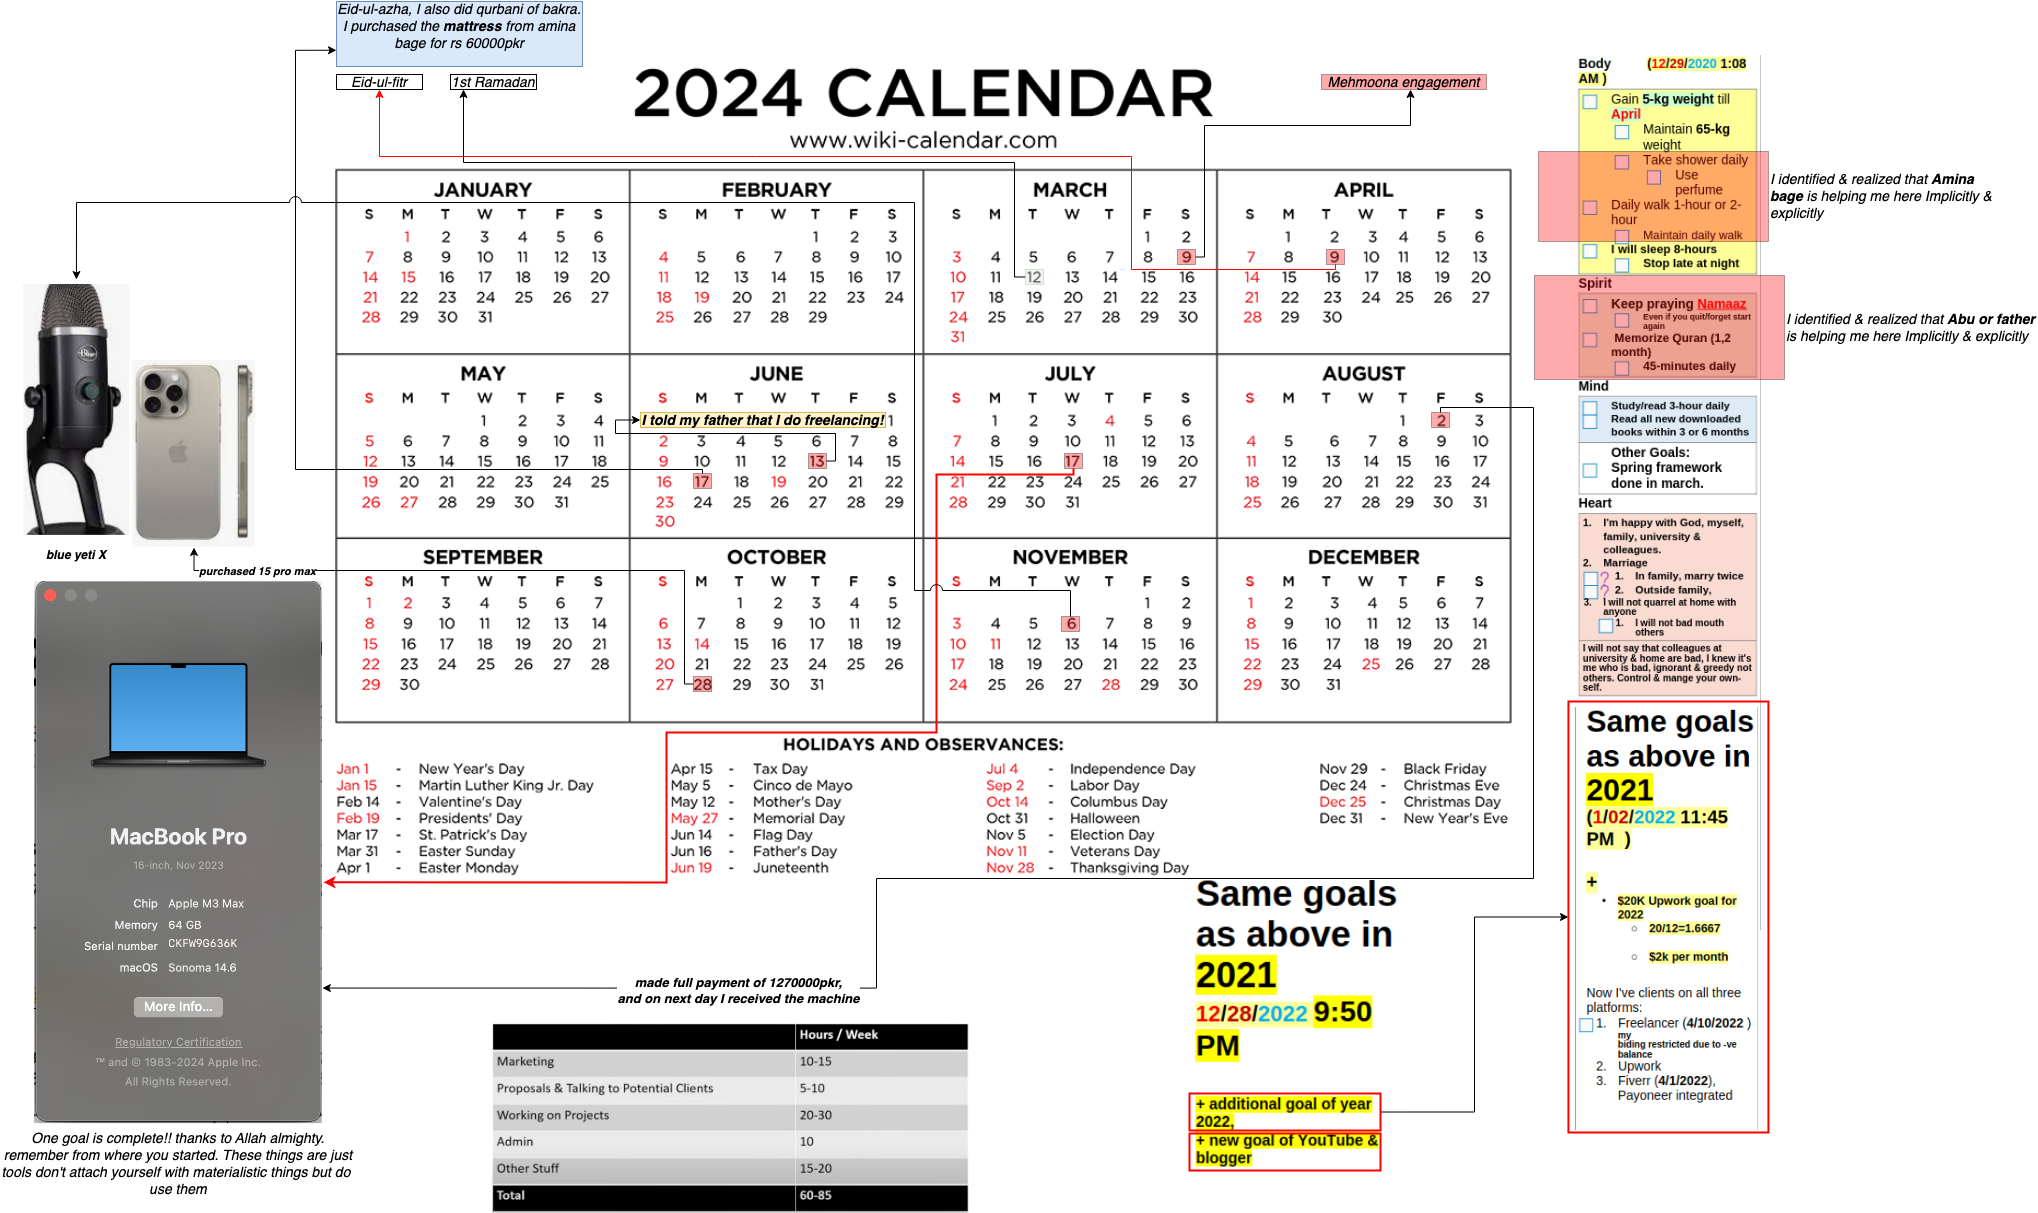 Eid-ul-azha, I also did qurbani of bakra.
I purchased the mattress from amina
bage for rs 60000pkr
Eid-ul-fitr
1st Ramadan
Mehmoona engagement
2024 CALENDAR
www.wiki-calendar.com
JANUARY
S M T W T F S
1 2 3 4 5 6
7 8 9 10 11 12 13
14 15 16 17 18 19 20
21 22 23 24 25 26 27
28 29 30 31
FEBRUARY
S M T W T F S
1 2 3
4 5 6 7 8 9 10
11 12 13 14 15 16 17
18 19 20 21 22 23 24
25 26 27 28 29
MARCH
S M T W T F S
1 2
3 4 5 6 7 8 9
10 11 12 13 14 15 16
17 18 19 20 21 22 23
24 25 26 27 28 29 30
31
APRIL
S M T W T F S
1 2 3 4 5 6
7 8 9 10 11 12 13
14 15 16 17 18 19 20
21 22 23 24 25 26 27
28 29 30
MAY
S M T W T F S
1 2 3 4
5 6 7 8 9 10 11
12 13 14 15 16 17 18
19 20 21 22 23 24 25
26 27 28 29 30 31
JUNE
S M T W T F S
I told my father that I do freelancing! 1
2 3 4 5 6 7 8
9 10 11 12 13 14 15
16 17 18 19 20 21 22
23 24 25 26 27 28 29
30
JULY
S M T W T F S
1 2 3 4 5 6
7 8 9 10 11 12 13
14 15 16 17 18 19 20
21 22 23 24 25 26 27
28 29 30 31
AUGUST
S M T W T F S
1 2 3
4 5 6 7 8 9 10
11 12 13 14 15 16 17
18 19 20 21 22 23 24
25 26 27 28 29 30 31
SEPTEMBER
S M T W T F S
1 2 3 4 5 6 7
8 9 10 11 12 13 14
15 16 17 18 19 20 21
22 23 24 25 26 27 28
29 30
OCTOBER
S M T W T F S
1 2 3 4 5
6 7 8 9 10 11 12
13 14 15 16 17 18 19
20 21 22 23 24 25 26
27 28 29 30 31
NOVEMBER
S M T W T F S
1 2
3 4 5 6 7 8 9
10 11 12 13 14 15 16
17 18 19 20 21 22 23
24 25 26 27 28 29 30
DECEMBER
S M T W T F S
1 2 3 4 5 6 7
8 9 10 11 12 13 14
15 16 17 18 19 20 21
22 23 24 25 26 27 28
29 30 31
HOLIDAYS AND OBSERVANCES:
Jan 1 - New Year's Day
Jan 15 - Martin Luther King Jr. Day
Feb 14 - Valentine's Day
Feb 19 - Presidents' Day
Mar 17 - St. Patrick's Day
Mar 31 - Easter Sunday
Apr 1 - Easter Monday
Apr 15 - Tax Day
May 5 - Cinco de Mayo
May 12 - Mother's Day
May 27 - Memorial Day
Jun 14 - Flag Day
Jun 16 - Father's Day
Jun 19 - Juneteenth
Jul 4 - Independence Day
Sep 2 - Labor Day
Oct 14 - Columbus Day
Oct 31 - Halloween
Nov 5 - Election Day
Nov 11 - Veterans Day
Nov 28 - Thanksgiving Day
Nov 29 - Black Friday
Dec 24 - Christmas Eve
Dec 25 - Christmas Day
Dec 31 - New Year's Eve
Blue
blue yeti X
purchased 15 pro max
MacBook Pro
16-inch, Nov 2023
Chip Apple M3 Max
Memory 64 GB
Serial number CKFW9G636K
macOS Sonoma 14.6
More Info...
Regulatory Certification
™ and © 1983-2024 Apple Inc.
All Rights Reserved.
One goal is complete!! thanks to Allah almighty.
remember from where you started. These things are just
tools don't attach yourself with materialistic things but do
use them
made full payment of 1270000pkr,
and on next day I received the machine
Hours / Week
Marketing 10-15
Proposals & Talking to Potential Clients 5-10
Working on Projects 20-30
Admin 10
Other Stuff 15-20
Total 60-85
Same goals
as above in
2021
12/28/2022 9:50
PM
+ additional goal of year
2022,
+ new goal of YouTube &
blogger
Body (12/29/2020 1:08
AM )
Gain 5-kg weight till
April
Maintain 65-kg
weight
Take shower daily
Use
perfume
Daily walk 1-hour or 2-
hour
Maintain daily walk
I will sleep 8-hours
Stop late at night
I identified & realized that Amina
bage is helping me here Implicitly &
explicitly
Spirit
Keep praying Namaaz
Even if you quit/forget start
again
Memorize Quran (1,2
month)
45-minutes daily
I identified & realized that Abu or father
is helping me here Implicitly & explicitly
Mind
Study/read 3-hour daily
Read all new downloaded
books within 3 or 6 months
Other Goals:
Spring framework
done in march.
Heart
1. I'm happy with God, myself,
family, university &
colleagues.
2. Marriage
? 1. In family, marry twice
? 2. Outside family,
3. I will not quarrel at home with
anyone
1. I will not bad mouth
others
I will not say that colleagues at
university & home are bad, I knew it's
me who is bad, ignorant & greedy not
others. Control & mange your own-
self.
Same goals
as above in
2021
(1/02/2022 11:45
PM )
+
• $20K Upwork goal for
2022
○ 20/12=1.6667
○ $2k per month
Now I've clients on all three
platforms:
1. Freelancer (4/10/2022 )
my
biding restricted due to -ve
balance
2. Upwork
3. Fiverr (4/1/2022),
Payoneer integrated